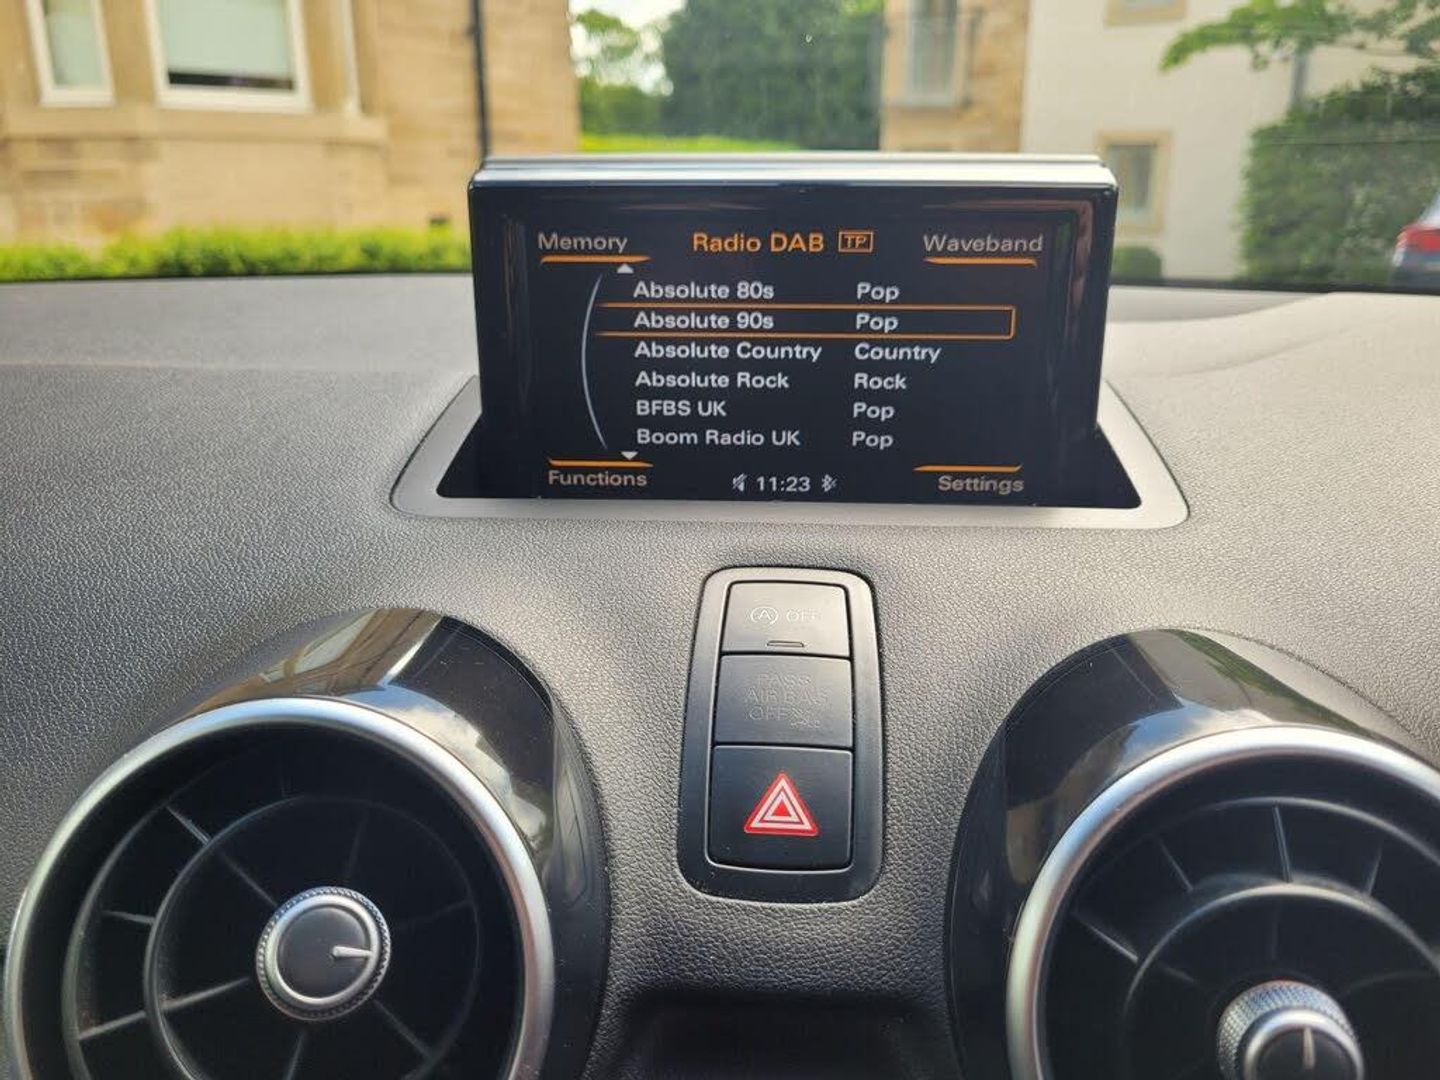 Memory Radio DAB TP Waveband
Absolute 80s Pop
Absolute 90s Pop
Absolute Country Country
Absolute Rock Rock
BFBS UK Pop
Boom Radio UK Pop
Functions 11:23 Settings
A OFF
PASS
AIR BAG
OFF